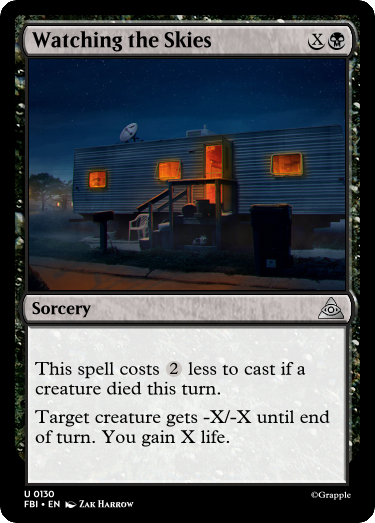 Watching the Skies X
Sorcery
This spell costs 2 less to cast if a
creature died this turn.
Target creature gets -X/-X until end
of turn. You gain X life.
U 0130
FBI • EN Zak Harrow
©Grapple